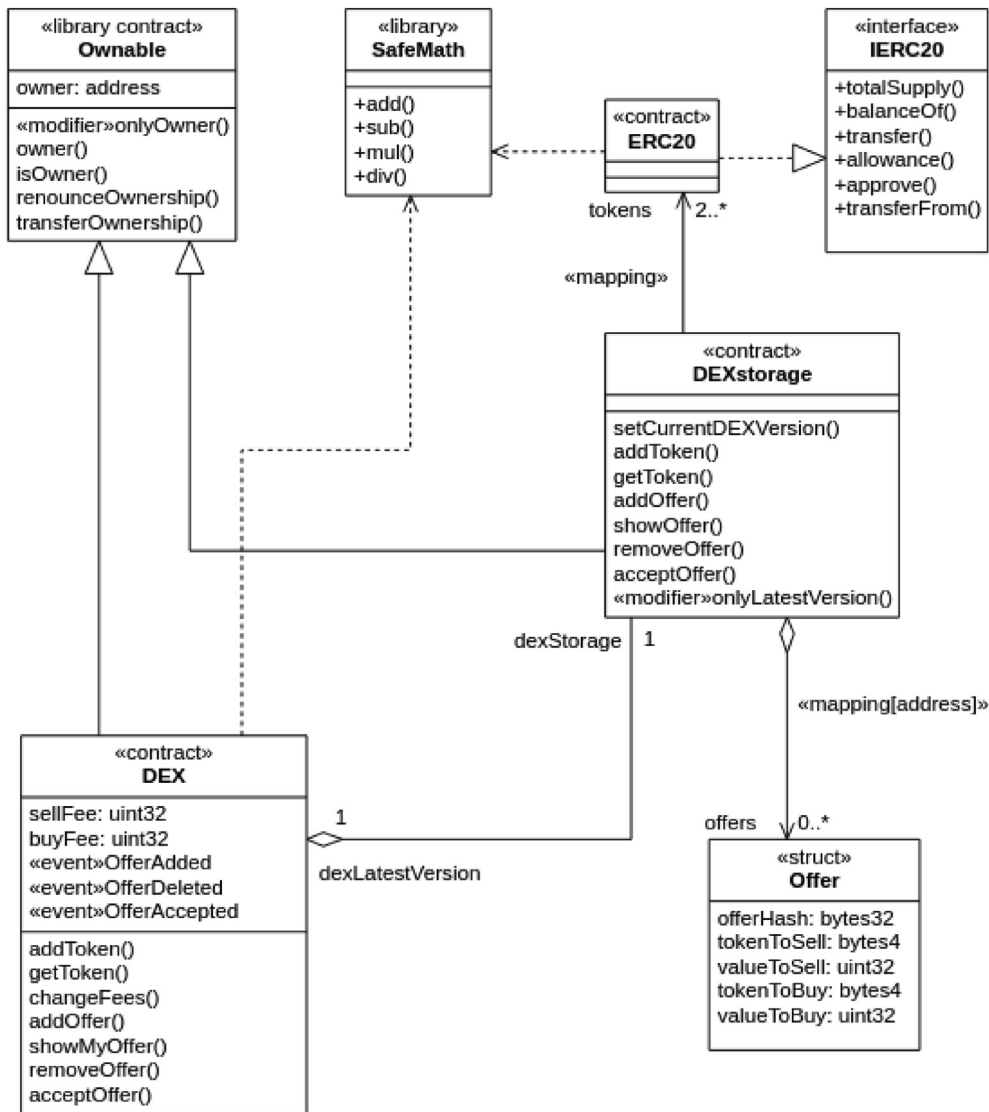 «library contract»
Ownable
owner: address
«modifier»onlyOwner()
owner()
isOwner()
renounceOwnership()
transferOwnership()
«library»
SafeMath
+add()
+sub()
+mul()
+div()
«contract»
ERC20
«interface»
IERC20
+totalSupply()
+balanceOf()
+transfer()
+allowance()
+approve()
+transferFrom()
tokens
2..*
«mapping»
«contract»
DEXstorage
setCurrentDEXVersion()
addToken()
getToken()
addOffer()
showOffer()
removeOffer()
acceptOffer()
«modifier»onlyLatestVersion()
dexStorage
1
«mapping[address]»
«contract»
DEX
sellFee: uint32
buyFee: uint32
«event»OfferAdded
«event»OfferDeleted
«event»OfferAccepted
addToken()
getToken()
changeFees()
addOffer()
showMyOffer()
removeOffer()
acceptOffer()
1
dexLatestVersion
offers
0..*
«struct»
Offer
offerHash: bytes32
tokenToSell: bytes4
valueToSell: uint32
tokenToBuy: bytes4
valueToBuy: uint32